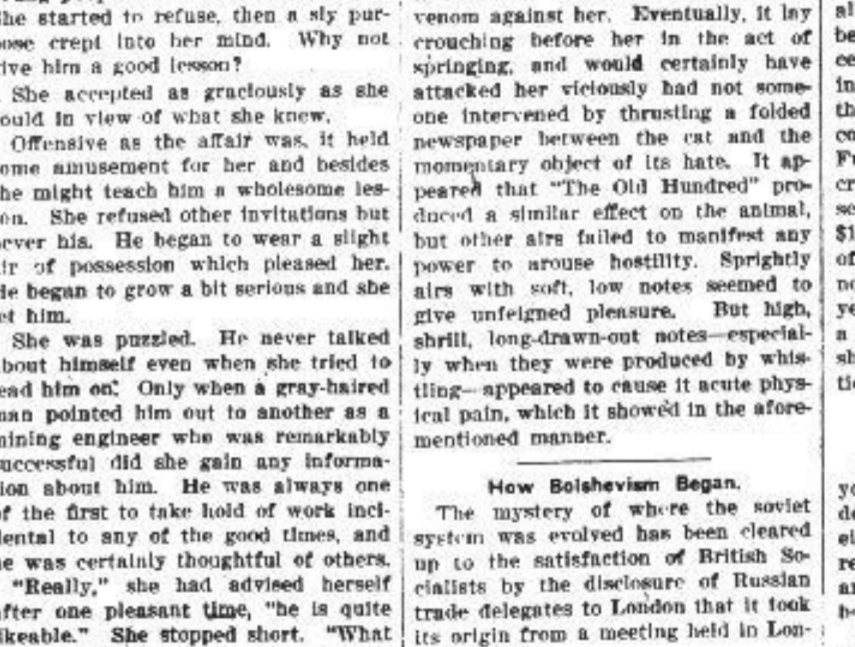 she started to refuse, then a sly pur-
pose crept into her mind. Why not
give him a good lesson?
She accepted as graciously as she
could in view of what she knew.
Offensive as the affair was, it held
some amusement for her and besides
she might teach him a wholesome les-
son. She refused other invitations but
never his. He began to wear a slight
air of possession which pleased her.
He began to grow a bit serious and she
let him.
She was puzzled. He never talked
about himself even when she tried to
lead him on. Only when a gray-haired
man pointed him out to another as a
mining engineer who was remarkably
successful did she gain any informa-
tion about him. He was always one
of the first to take hold of work inci-
dental to any of the good times, and
he was certainly thoughtful of others.
"Really," she had advised herself
after one pleasant time, "he is quite
likeable." She stopped short. "What
venom against her. Eventually, it lay
crouching before her in the act of
springing, and would certainly have
attacked her viciously had not some-
one intervened by thrusting a folded
newspaper between the cat and the
momentary object of its hate. It ap-
peared that "The Old Hundred" pro-
duced a similar effect on the animal,
but other airs failed to manifest any
power to arouse hostility. Sprightly
airs with soft, low notes seemed to
give unfeigned pleasure. But high,
shrill, long-drawn-out notes—especial-
ly when they were produced by whis-
tling—appeared to cause it acute phys-
ical pain, which it showed in the afore-
mentioned manner.
How Bolshevism Began.
The mystery of where the soviet
system was evolved has been cleared
up to the satisfaction of British So-
cialists by the disclosure of Russian
trade delegates to London that it took
its origin from a meeting held in Lon-